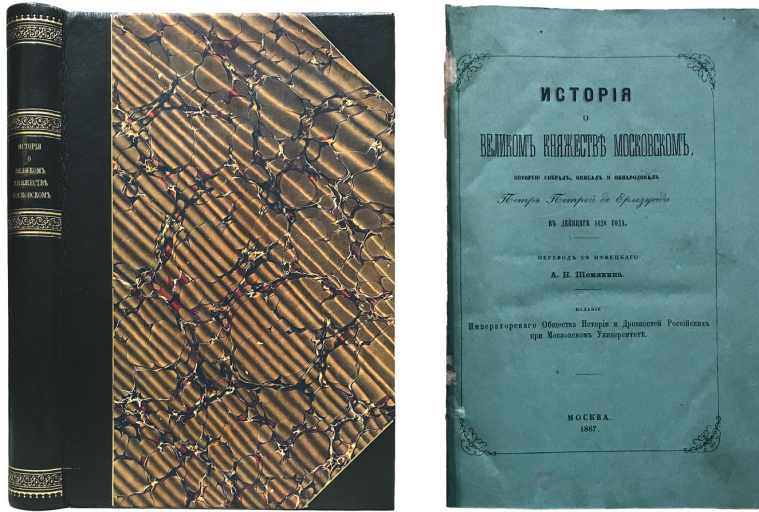 ИСТОРІЯ
О
ВЕЛИКОМЪ
КНЯЖЕСТВѢ
МОСКОВСКОМЪ
ИСТОРІЯ
О
ВЕЛИКОМЪ КНЯЖЕСТВѢ МОСКОВСКОМЪ,
КОТОРУЮ СОБРАЛЪ, ОПИСАЛЪ И ОБНАРОДОВАЛЪ
Петръ Петрей де Ерлезунда
ВЪ ЛЕЙПЦИГѢ 1620 ГОДА.
ПЕРЕВОДЪ СЪ НѢМЕЦКАГО
А. Н. Шемякина.
ИЗДАНІЕ
Императорскаго Общества Исторіи и Древностей Россійскихъ
при Московскомъ Университетѣ.
МОСКВА.
1867.